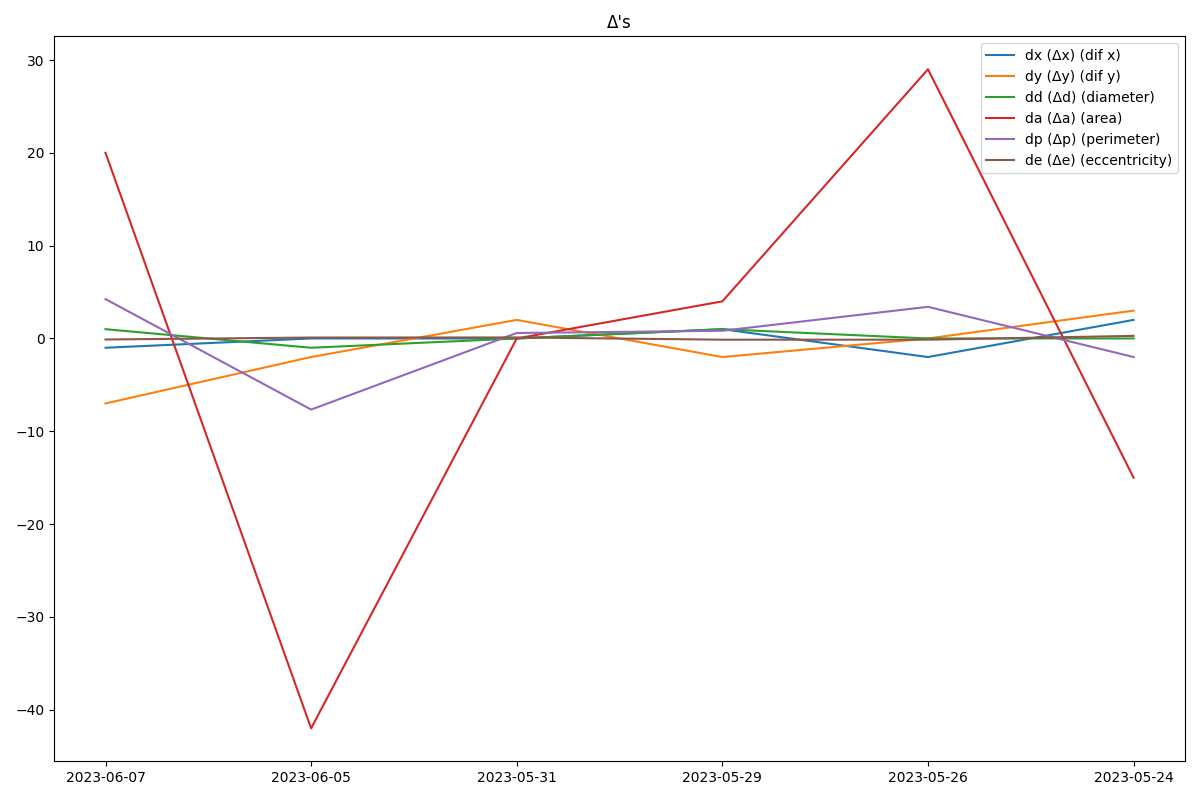 Δ's
dx (Δx) (dif x)
dy (Δy) (dif y)
dd (Δd) (diameter)
da (Δa) (area)
dp (Δp) (perimeter)
de (Δe) (eccentricity)
30
20
10
0
−10
−20
−30
−40
2023-06-07 2023-06-05 2023-05-31 2023-05-29 2023-05-26 2023-05-24